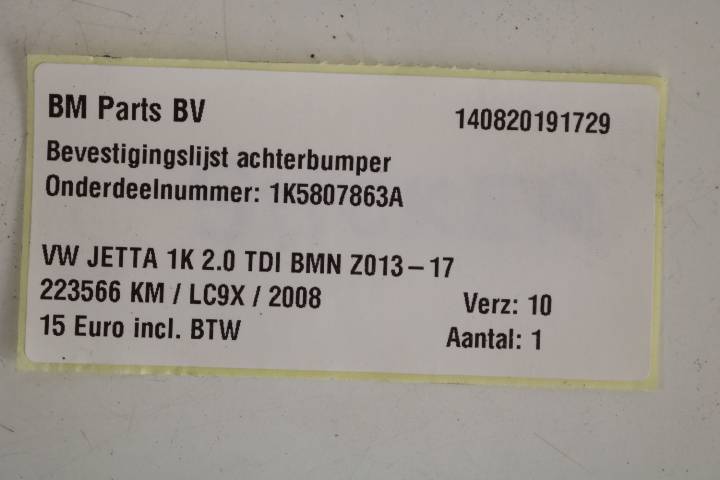 BM Parts BV 140820191729
Bevestigingslijst achterbumper
Onderdeelnummer: 1K5807863A
VW JETTA 1K 2.0 TDI BMN Z013-17
223566 KM / LC9X / 2008 Verz: 10
15 Euro incl. BTW Aantal: 1